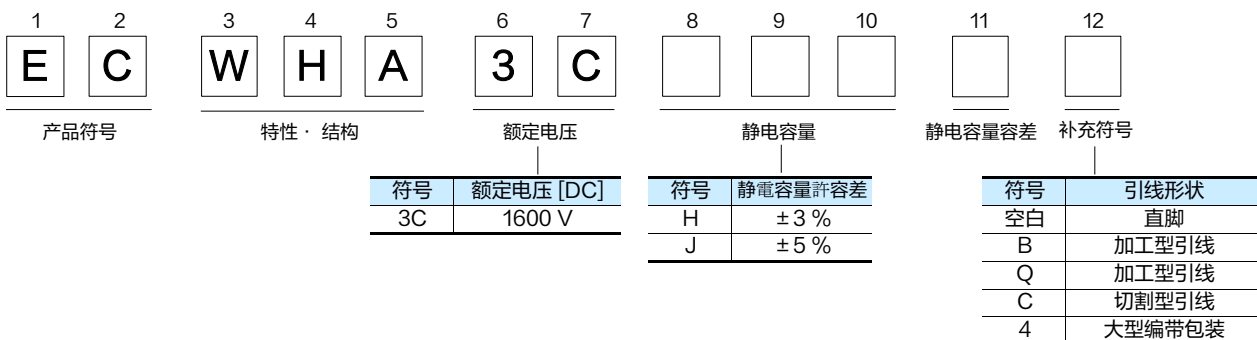 1 2 3 4 5 6 7 8 9 10 11 12
E C W H A 3 C
产品符号 特性· 结构 额定电压 静电容量 静电容量容差 补充符号
符号 额定电压 [DC]
3C 1600 V
符号 静電容量許容差
H ±3 %
J ±5 %
符号 引线形状
空白 直脚
B 加工型引线
Q 加工型引线
C 切割型引线
4 大型编带包装